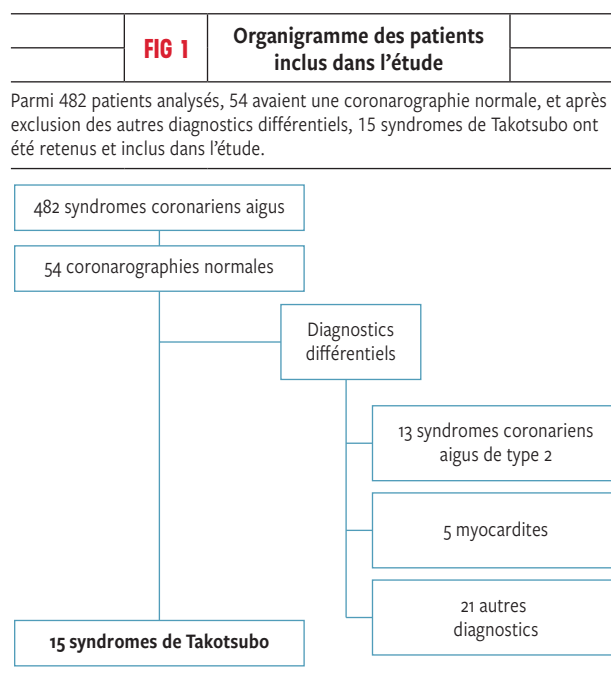 FIG 1
Organigramme des patients
inclus dans l’étude
Parmi 482 patients analysés, 54 avaient une coronarographie normale, et après
exclusion des autres diagnostics différentiels, 15 syndromes de Takotsubo ont
été retenus et inclus dans l’étude.
482 syndromes coronariens aigus
54 coronarographies normales
Diagnostics
différentiels
13 syndromes coronariens
aigus de type 2
5 myocardites
21 autres
diagnostics
15 syndromes de Takotsubo